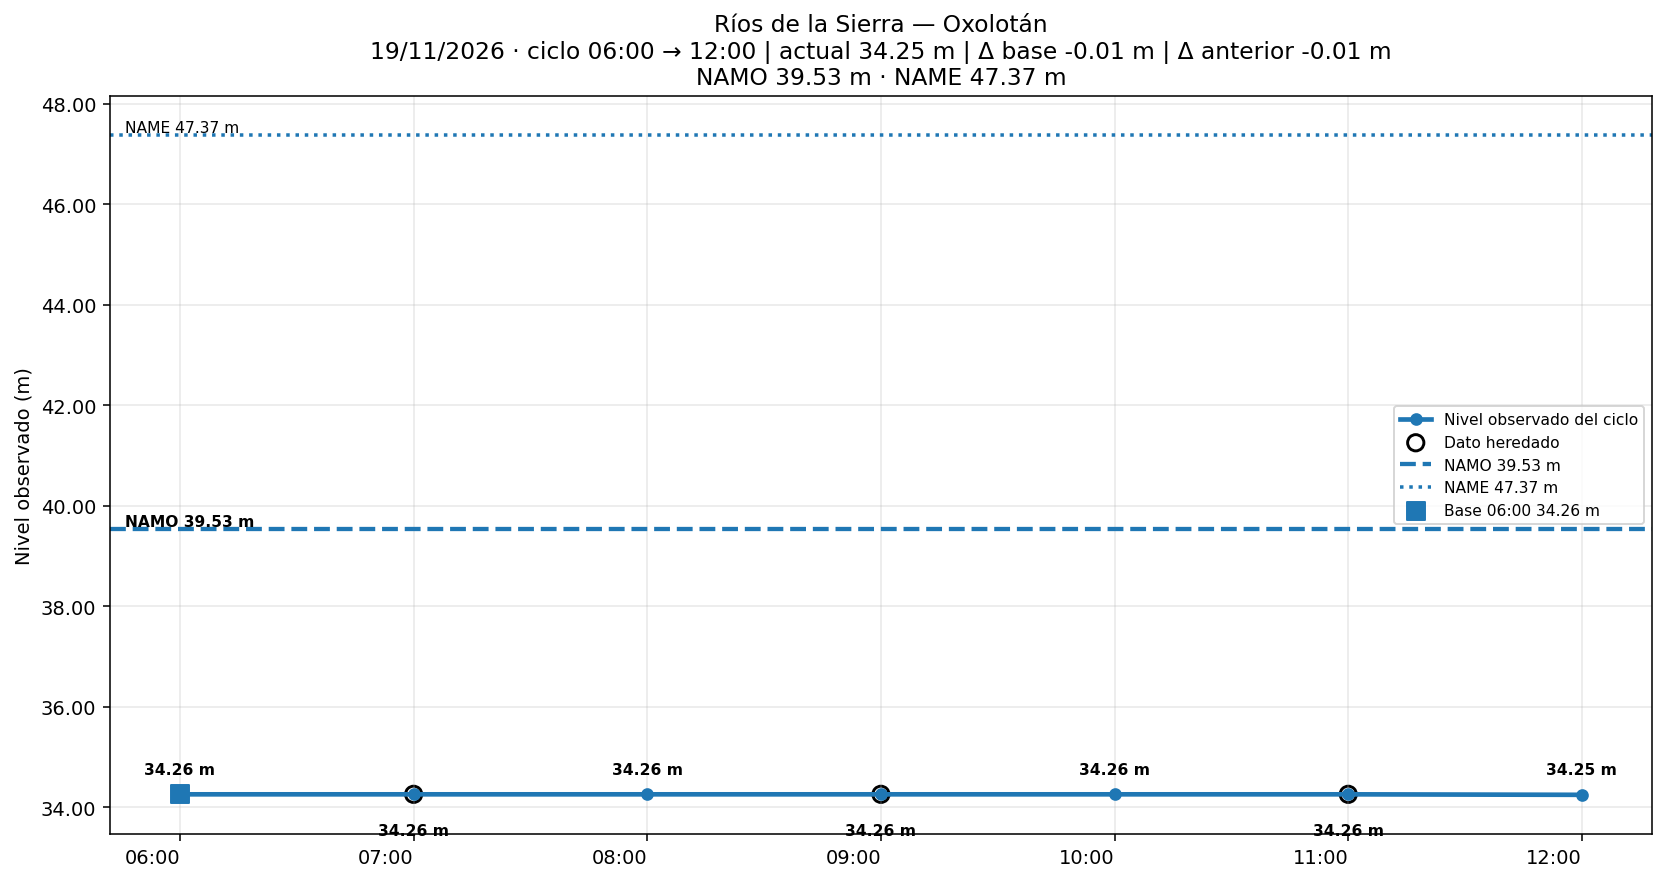 Ríos de la Sierra — Oxolotán
19/11/2026 · ciclo 06:00 → 12:00 | actual 34.25 m | Δ base -0.01 m | Δ anterior -0.01 m
NAMO 39.53 m · NAME 47.37 m
Nivel observado (m)
48.00
46.00
44.00
42.00
40.00
38.00
36.00
34.00
NAME 47.37 m
NAMO 39.53 m
Nivel observado del ciclo
Dato heredado
NAMO 39.53 m
NAME 47.37 m
Base 06:00 34.26 m
34.26 m
34.26 m
34.26 m
34.25 m
34.26 m
34.26 m
34.26 m
06:00
07:00
08:00
09:00
10:00
11:00
12:00